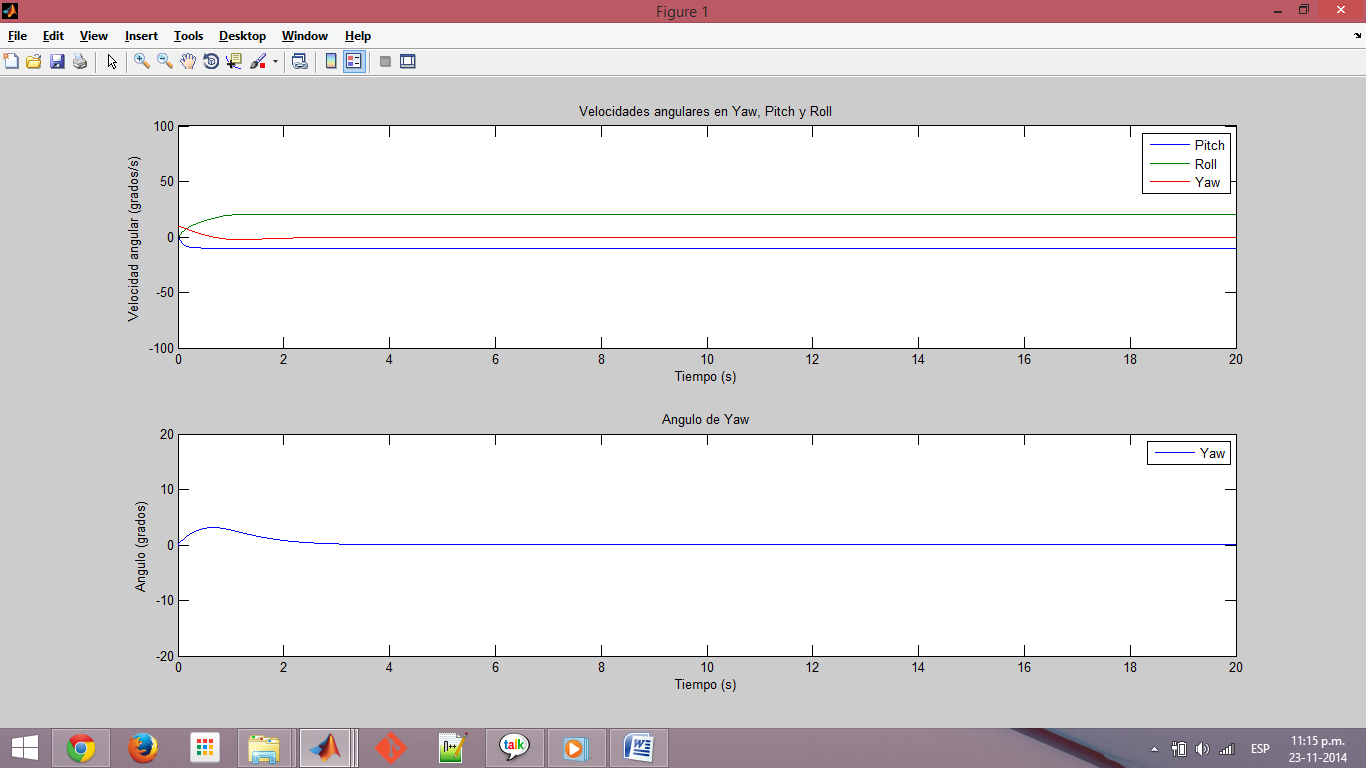 Figure 1
File Edit View Insert Tools Desktop Window Help
Velocidades angulares en Yaw, Pitch y Roll
Velocidad angular (grados/s)
100
50
0
-50
-100
Pitch
Roll
Yaw
0 2 4 6 8 10 12 14 16 18 20
Tiempo (s)
Angulo de Yaw
Angulo (grados)
20
10
0
-10
-20
Yaw
0 2 4 6 8 10 12 14 16 18 20
Tiempo (s)
talk
ESP
11:15 p.m.
23-11-2014